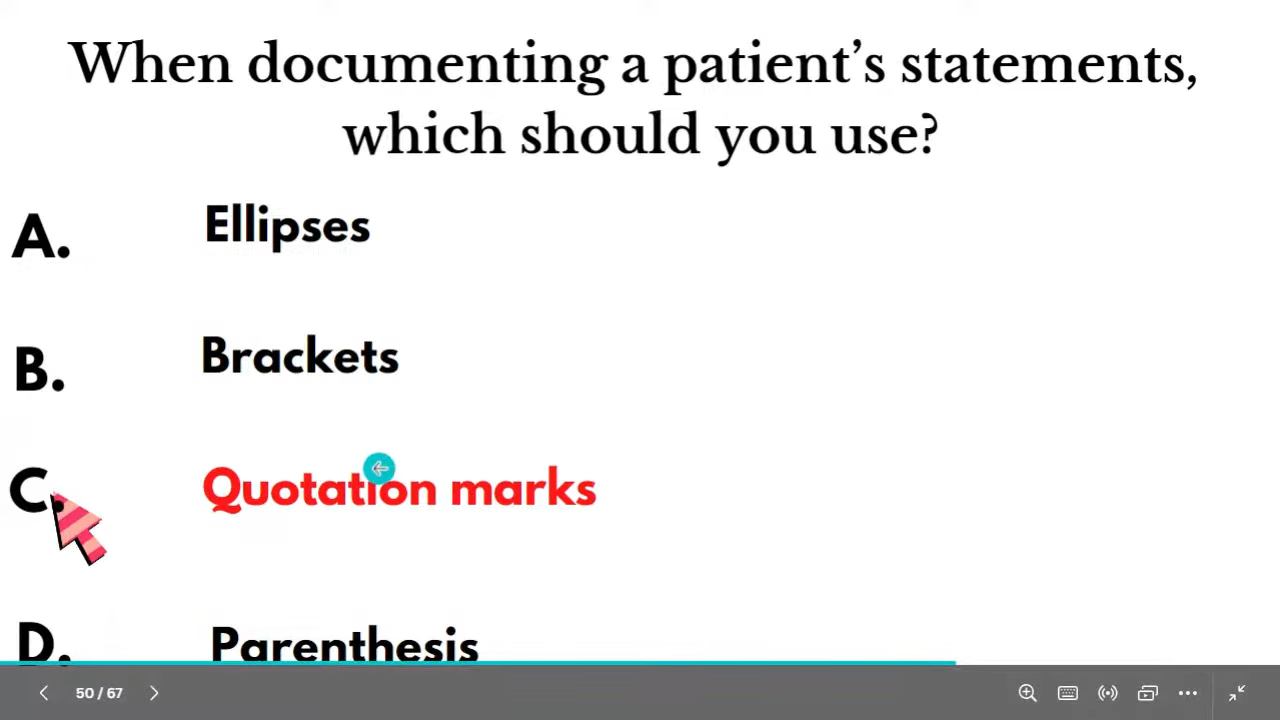 When documenting a patient’s statements,
which should you use?
A. Ellipses
B. Brackets
C. Quotation marks
D. Parenthesis
50 / 67